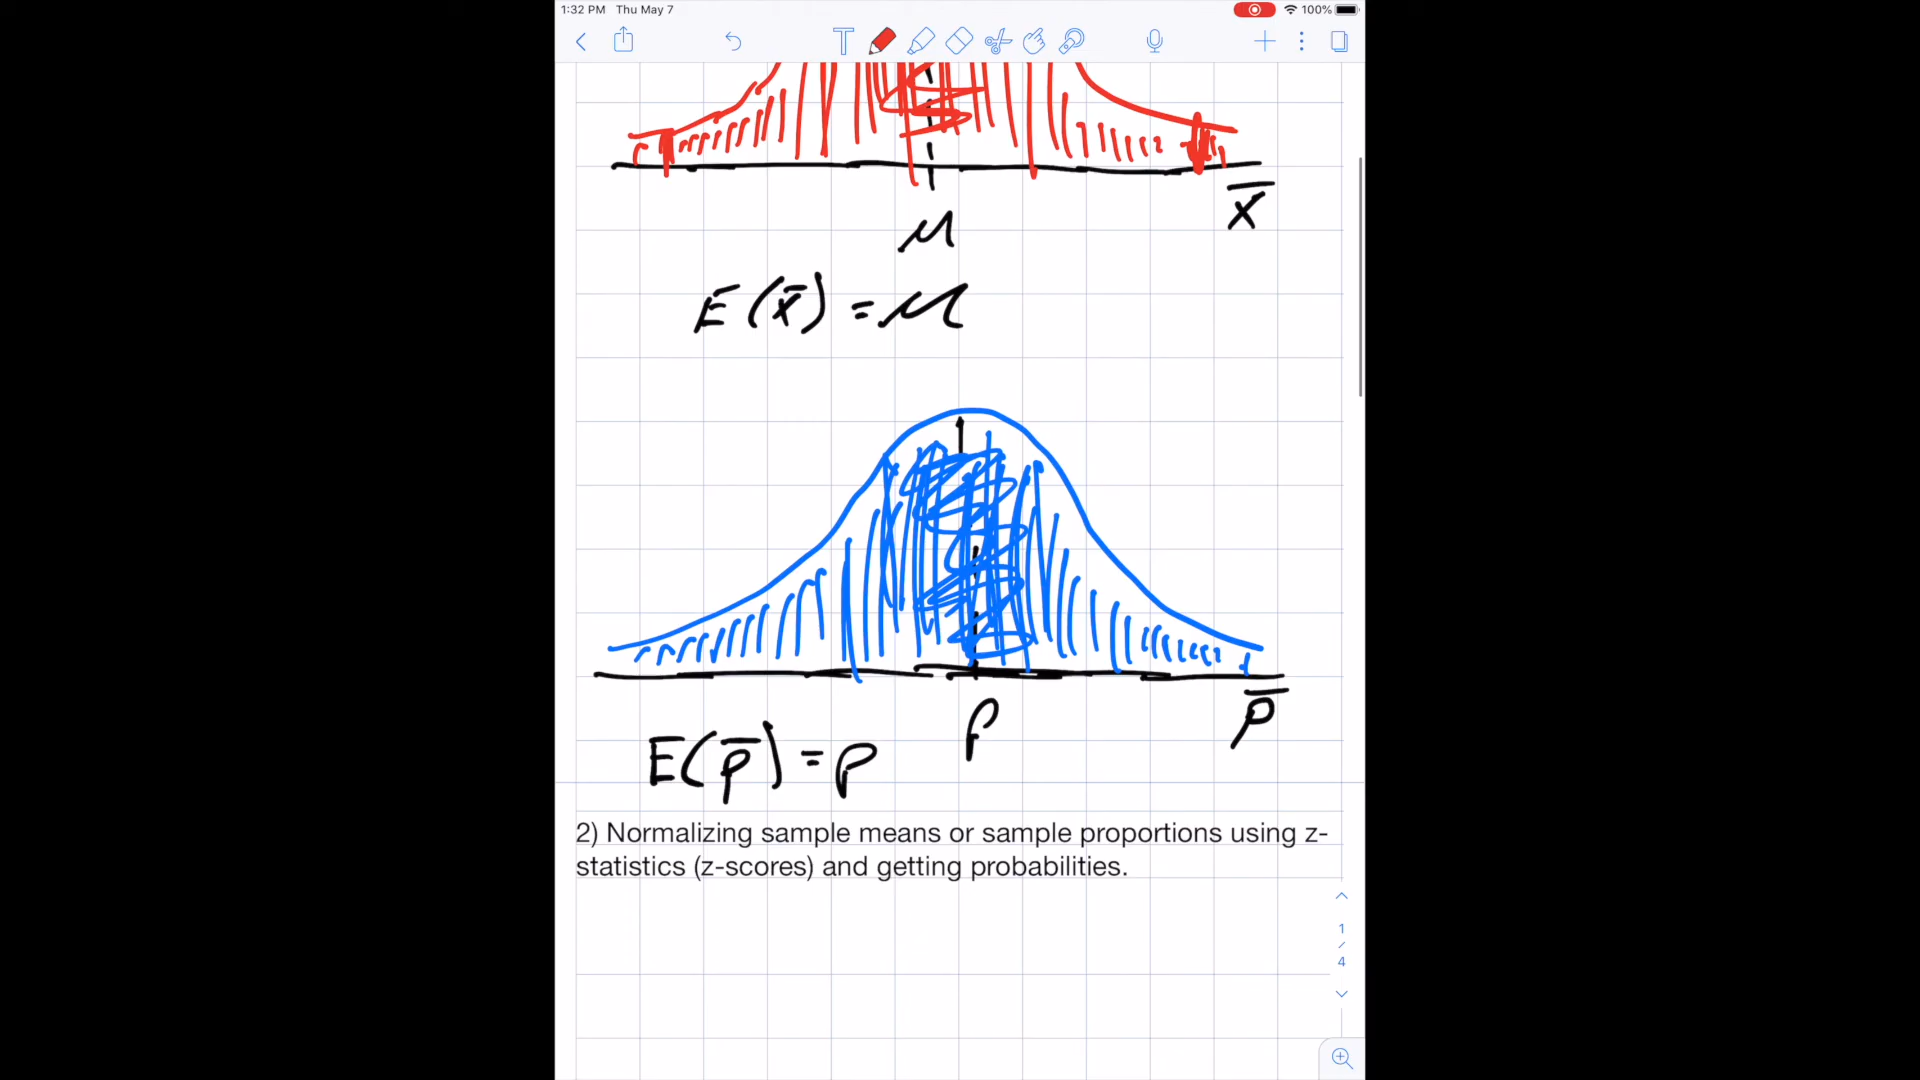 1:32 PM Thu May 7
100%
T
μ
x̄
E(x̄) = μ
p
p̄
E(p̄) = p
2) Normalizing sample means or sample proportions using z-
statistics (z-scores) and getting probabilities.
1
/
4